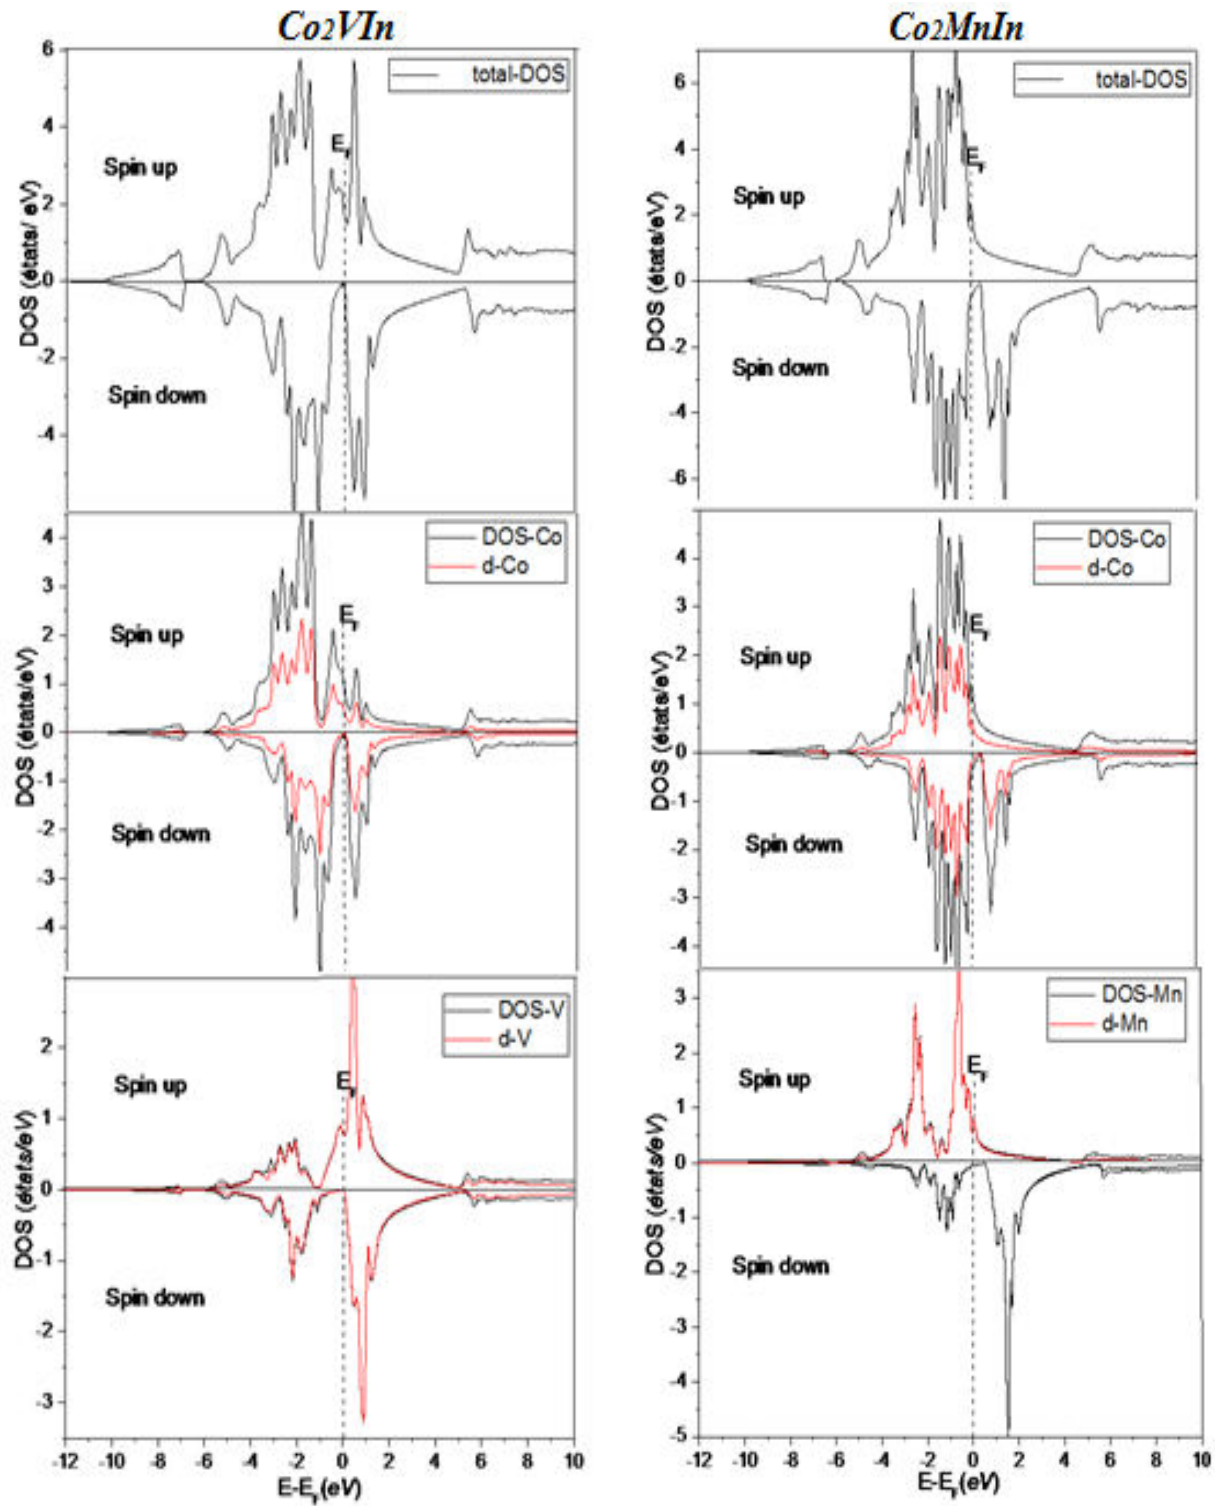 Co2VIn
6
4
2
0
-2
-4
DOS (états/ eV)
total-DOS
Spin up
EF
Spin down
4
3
2
1
0
-1
-2
-3
-4
DOS (états/eV)
DOS-Co
d-Co
Spin up
EF
Spin down
2
1
0
-1
-2
-3
DOS (états/eV)
DOS-V
d-V
Spin up
EF
Spin down
-12 -10 -8 -6 -4 -2 0 2 4 6 8 10
E-EF(eV)
Co2MnIn
6
4
2
0
-2
-4
-6
DOS (états/eV)
total-DOS
Spin up
EF
Spin down
4
3
2
1
0
-1
-2
-3
-4
DOS (états/eV)
DOS-Co
d-Co
Spin up
EF
Spin down
3
2
1
0
-1
-2
-3
-4
-5
DOS (états/eV)
DOS-Mn
d-Mn
Spin up
EF
Spin down
-12 -10 -8 -6 -4 -2 0 2 4 6 8 10
E-EF(eV)